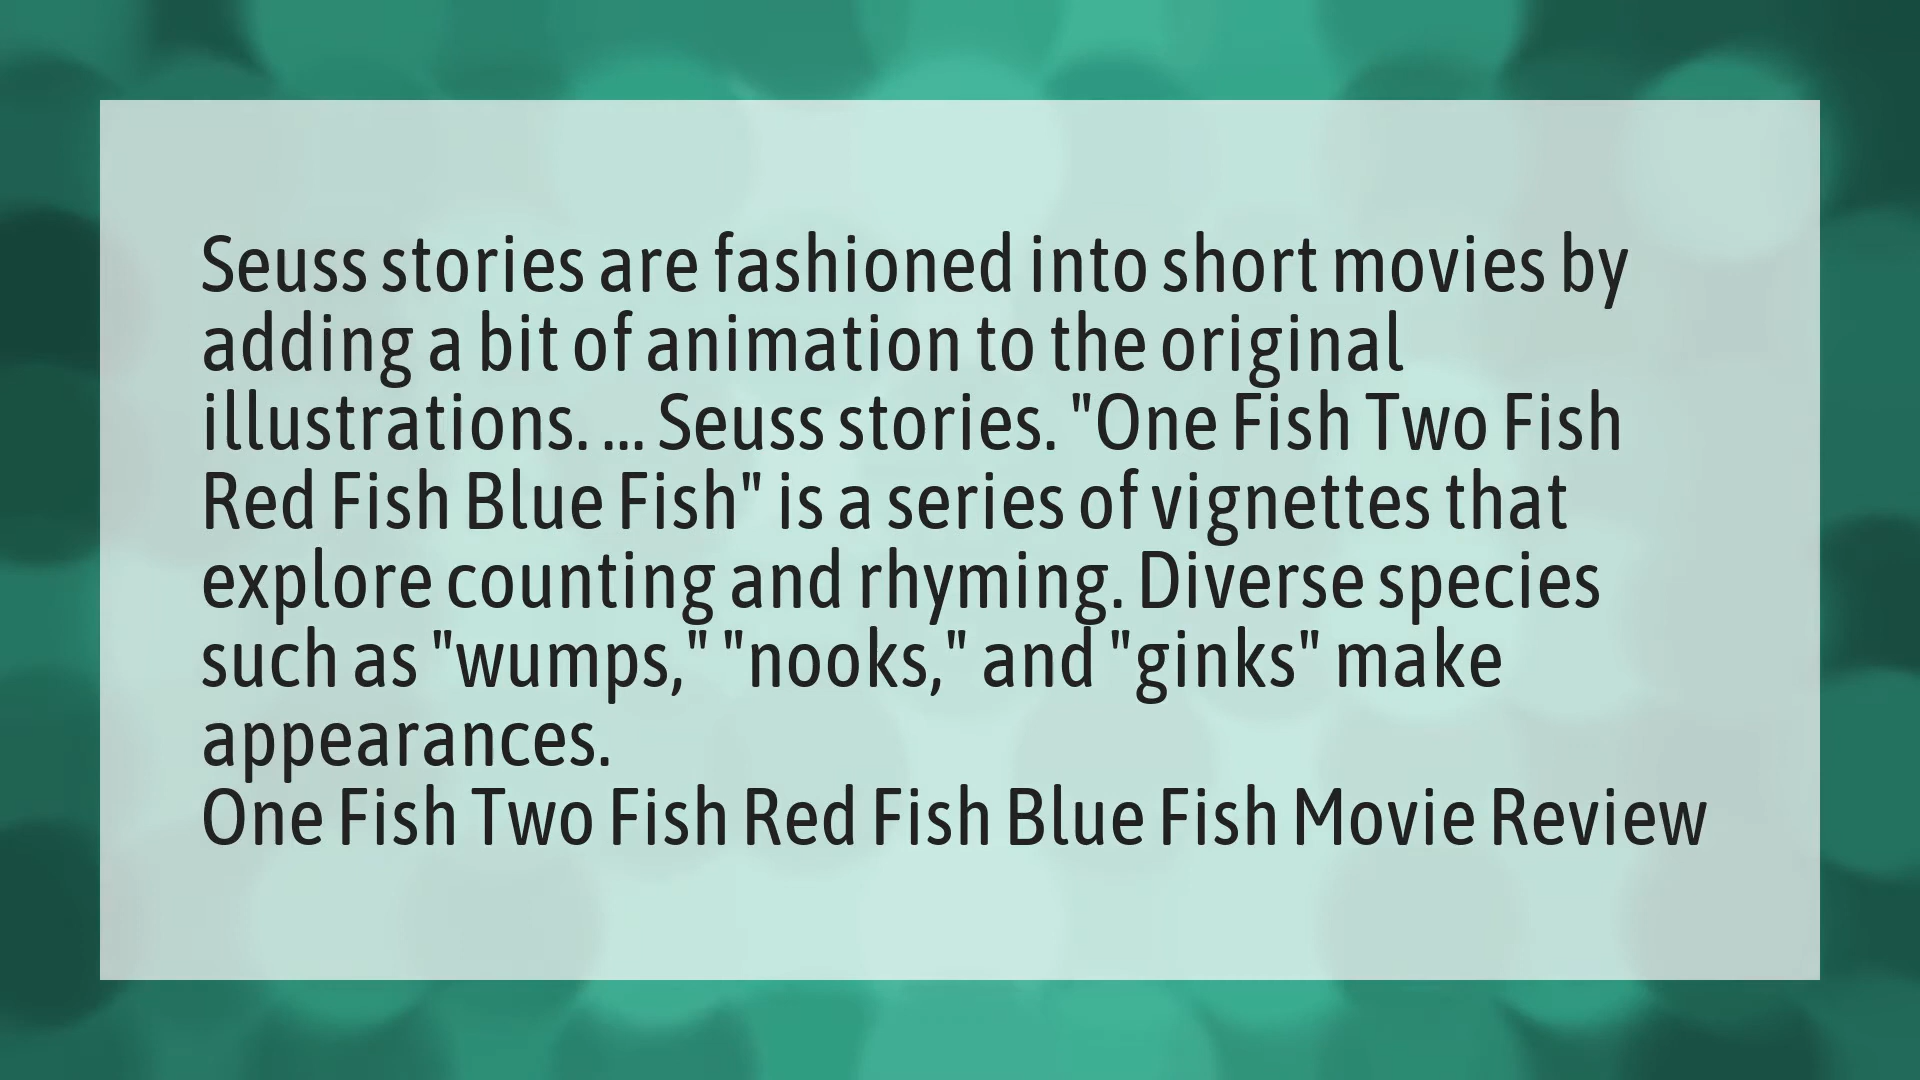 Seuss stories are fashioned into short movies by
adding a bit of animation to the original
illustrations. ... Seuss stories. "One Fish Two Fish
Red Fish Blue Fish" is a series of vignettes that
explore counting and rhyming. Diverse species
such as "wumps," "nooks," and "ginks" make
appearances.
One Fish Two Fish Red Fish Blue Fish Movie Review